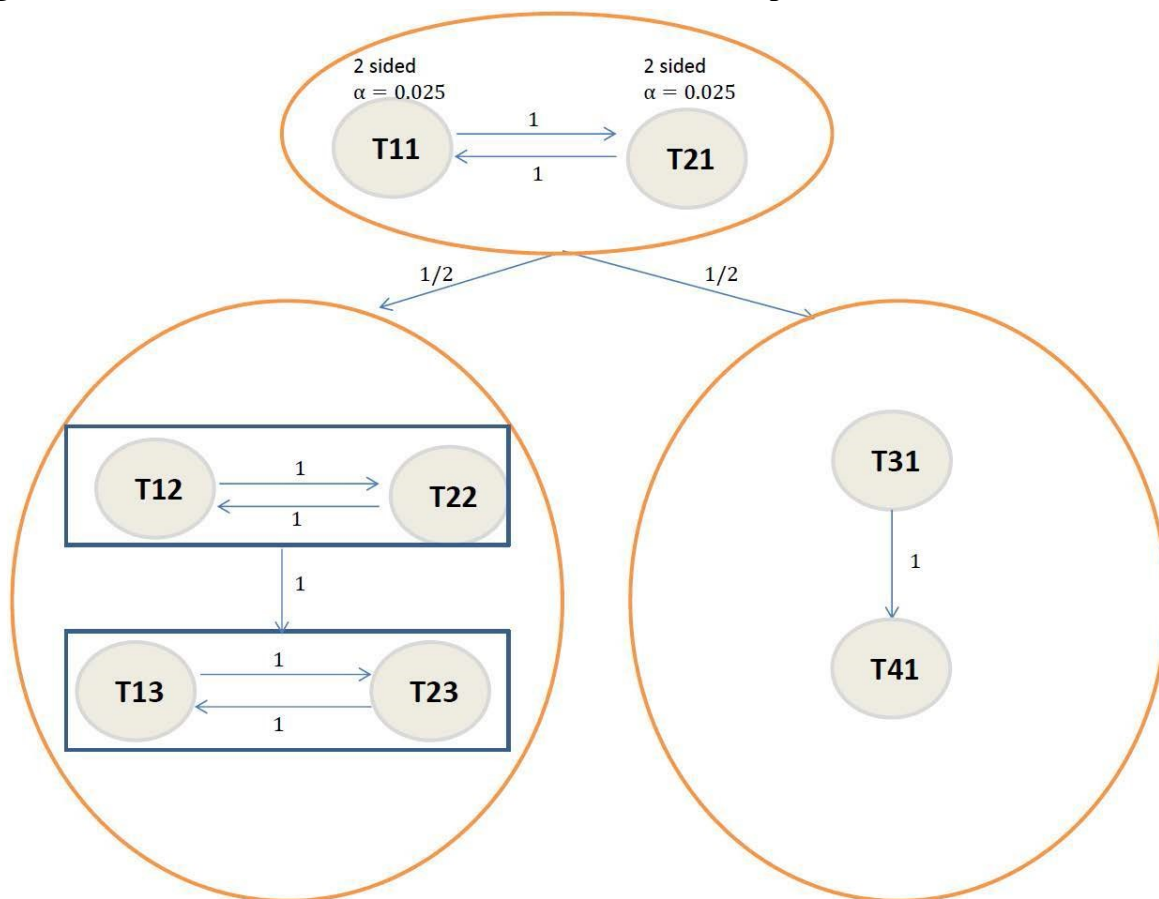 2 sided
α = 0.025
2 sided
α = 0.025
T11
1
1
T21
1/2
1/2
T12
1
1
T22
1
T13
1
1
T23
T31
1
T41